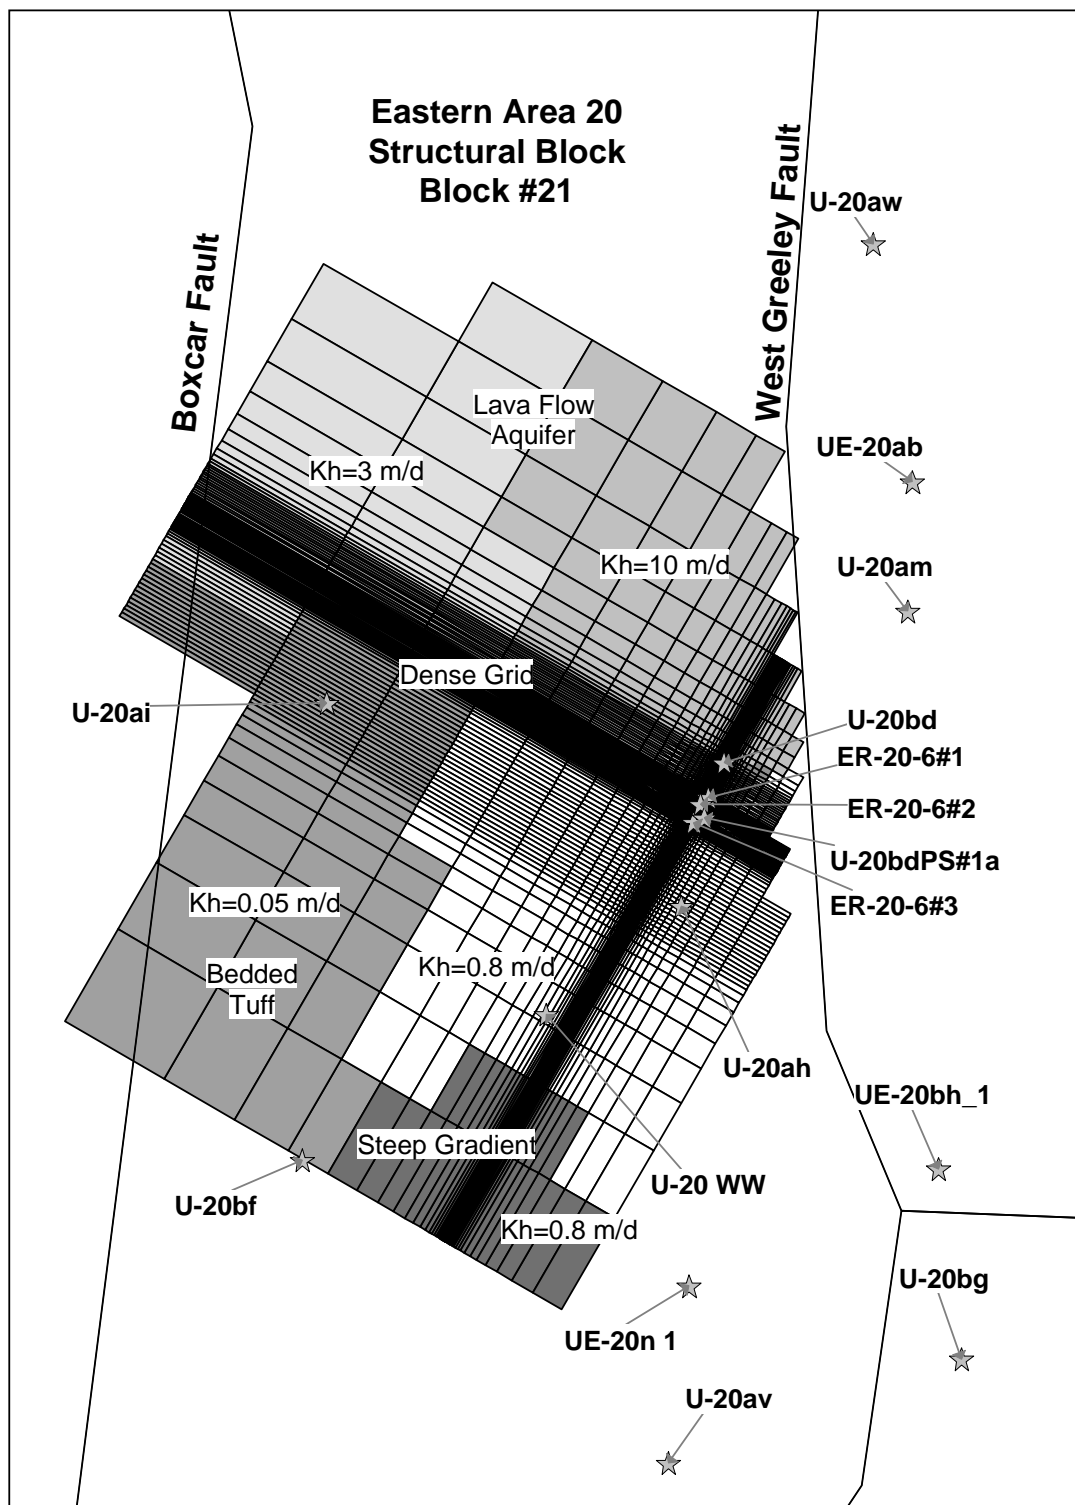 Eastern Area 20
Structural Block
Block #21
U-20aw
West Greeley Fault
Boxcar Fault
Lava Flow
Aquifer
UE-20ab
Kh=3 m/d
Kh=10 m/d
U-20am
Dense Grid
U-20ai
U-20bd
ER-20-6#1
ER-20-6#2
U-20bdPS#1a
ER-20-6#3
Kh=0.05 m/d
Kh=0.8 m/d
Bedded
Tuff
U-20ah
UE-20bh_1
Steep Gradient
U-20 WW
U-20bf
Kh=0.8 m/d
U-20bg
UE-20n 1
U-20av